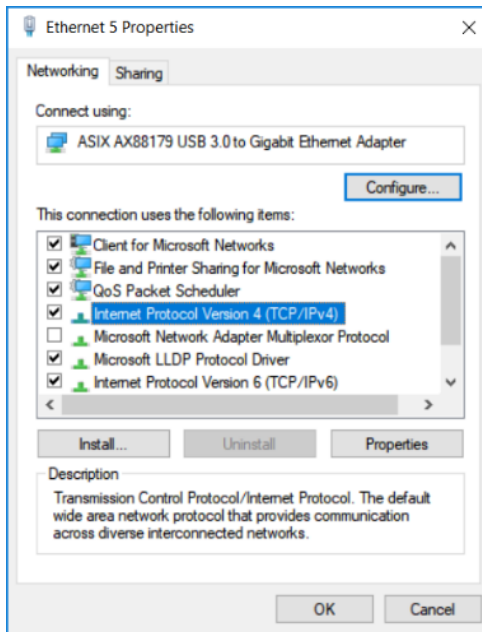 Ethernet 5 Properties
Networking Sharing
Connect using:
ASIX AX88179 USB 3.0 to Gigabit Ethernet Adapter
Configure...
This connection uses the following items:
Client for Microsoft Networks
File and Printer Sharing for Microsoft Networks
QoS Packet Scheduler
Internet Protocol Version 4 (TCP/IPv4)
Microsoft Network Adapter Multiplexor Protocol
Microsoft LLDP Protocol Driver
Internet Protocol Version 6 (TCP/IPv6)
Install... Uninstall Properties
Description
Transmission Control Protocol/Internet Protocol. The default
wide area network protocol that provides communication
across diverse interconnected networks.
OK Cancel